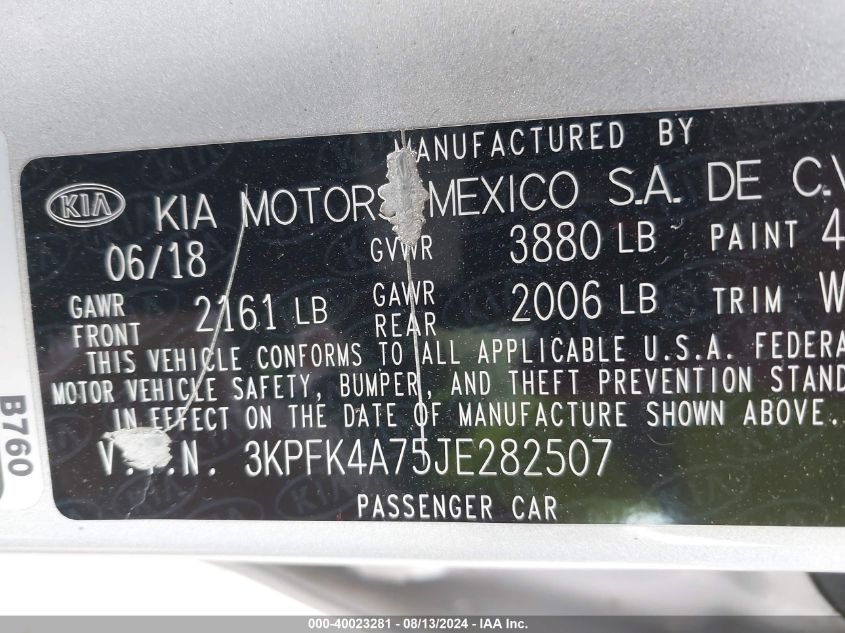 MANUFACTURED BY
KIA KIA MOTORS MEXICO S.A. DE C.V
06/18 GVWR 3880 LB PAINT 4
GAWR FRONT 2161 LB GAWR REAR 2006 LB TRIM W
THIS VEHICLE CONFORMS TO ALL APPLICABLE U.S.A. FEDERA
MOTOR VEHICLE SAFETY, BUMPER, AND THEFT PREVENTION STAND
IN EFFECT ON THE DATE OF MANUFACTURE SHOWN ABOVE..
V.I.N. 3KPFK4A75JE282507
PASSENGER CAR
B760
000-40023281 - 08/13/2024 - IAA Inc.